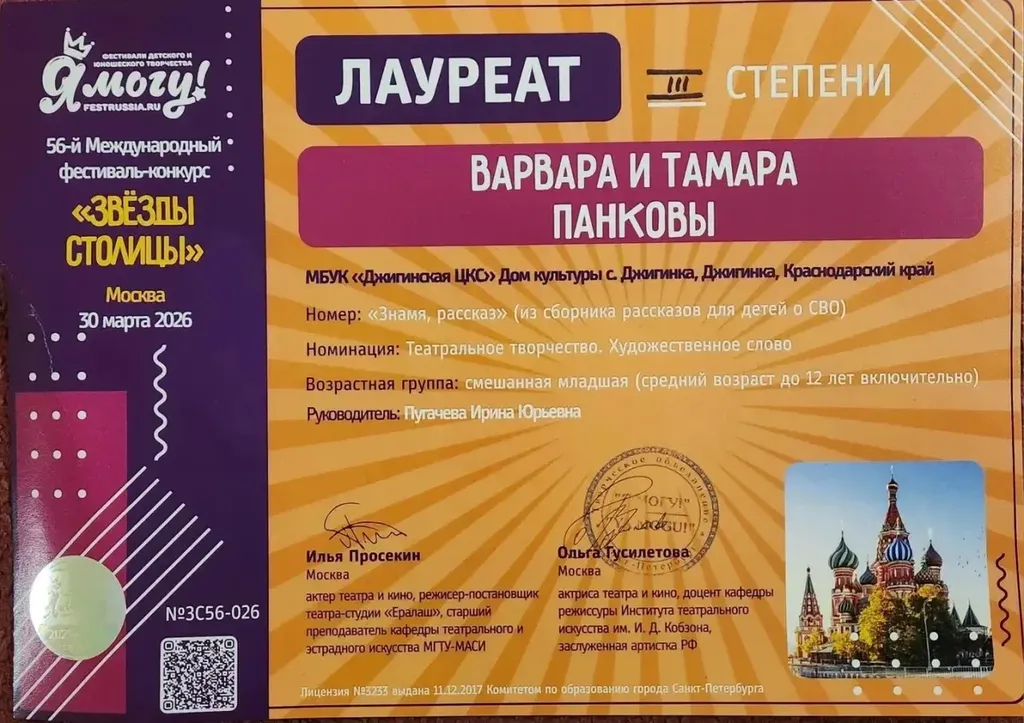 ФЕСТИВАЛИ ДЕТСКОГО И
ЮНОШЕСКОГО ТВОРЧЕСТВА
Я могу!
FESTRUSSIA.RU
56-й Международный
фестиваль-конкурс
«ЗВЁЗДЫ
СТОЛИЦЫ»
Москва
30 марта 2026
№ЗС56-026
ЛАУРЕАТ III СТЕПЕНИ
ВАРВАРА И ТАМАРА
ПАНКОВЫ
МБУК «Джигинская ЦКС» Дом культуры с. Джигинка, Джигинка, Краснодарский край
Номер: «Знамя, рассказ» (из сборника рассказов для детей о СВО)
Номинация: Театральное творчество. Художественное слово
Возрастная группа: смешанная младшая (средний возраст до 12 лет включительно)
Руководитель: Пугачева Ирина Юрьевна
Творческое объединение
"Я МОГУ!"
Илья Просекин
Москва
актер театра и кино, режисер-постановщик
театра-студии «Ералаш», старший
преподаватель кафедры театрального и
эстрадного искусства МГТУ-МАСИ
Ольга Гусилетова
Москва
актриса театра и кино, доцент кафедры
режиссуры Института театрального
искусства им. И. Д. Кобзона,
заслуженная артистка РФ
Лицензия №3233 выдана 11.12.2017 Комитетом по образованию города Санкт-Петербурга